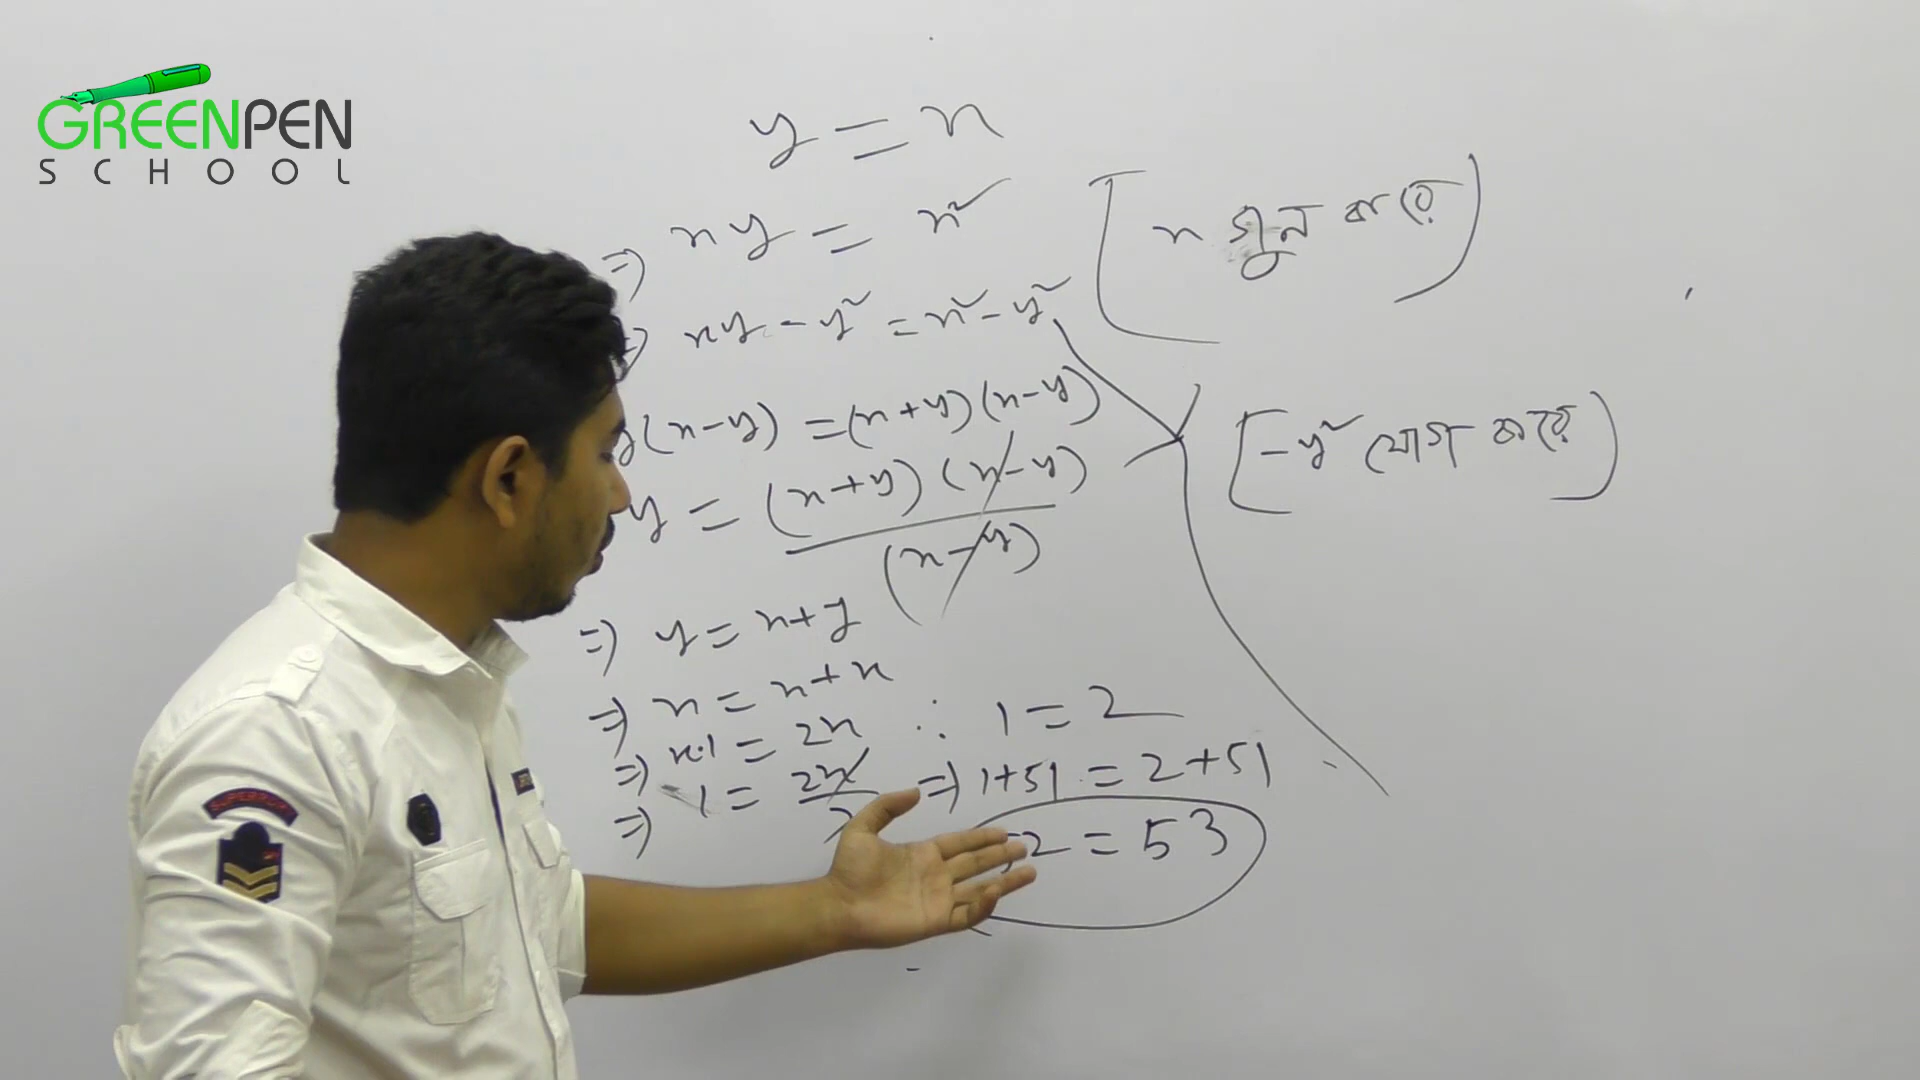 GREENPEN
SCHOOL
y = x
⇒ xy = x² [x গুন করে]
xy - y² = x² - y² [-y² যোগ করে]
y(x-y) = (x+y)(x-y)
y = (x+y)(x-y)
(x-y)
⇒ y = x+y
⇒ x = x+x
⇒ x·1 = 2x ∴ 1 = 2
⇒ 1 = 2x ⇒ 1+51 = 2+51
52 = 53